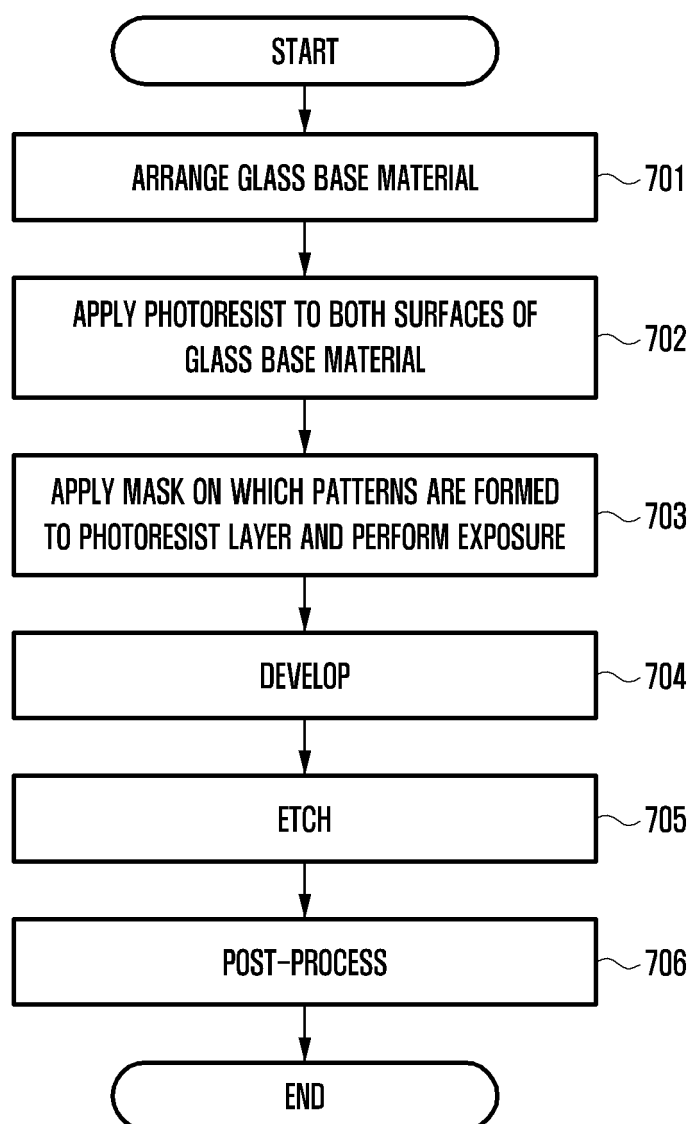 START
ARRANGE GLASS BASE MATERIAL
701
APPLY PHOTORESIST TO BOTH SURFACES OF
GLASS BASE MATERIAL
702
APPLY MASK ON WHICH PATTERNS ARE FORMED
TO PHOTORESIST LAYER AND PERFORM EXPOSURE
703
DEVELOP
704
ETCH
705
POST-PROCESS
706
END